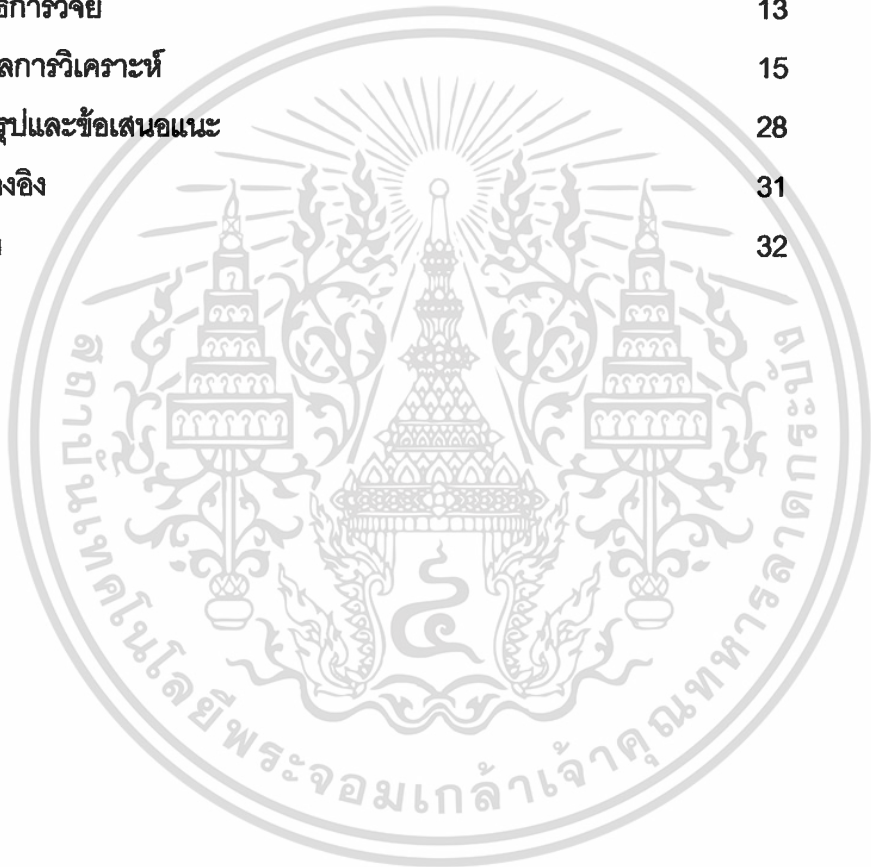 ธีการวิจัย 13
ลการวิเคราะห์ 15
รุปและข้อเสนอแนะ 28
งอิง 31
32
สถาบันเทคโนโลยีพระจอมเกล้าเจ้าคุณทหารลาดกระบัง
๔